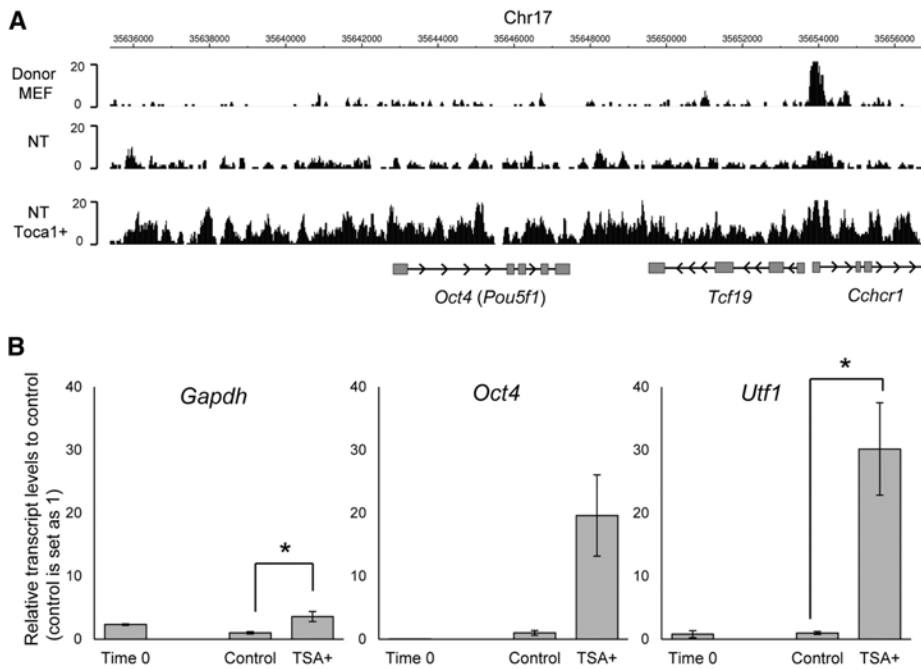 A
Chr17
35636000 35638000 35640000 35642000 35644000 35646000 35648000 35650000 35652000 35654000 35656000
Donor
MEF
20
0
NT
20
0
NT
Toca1+
20
0
Oct4 (Pou5f1) Tcf19 Cchcr1
B
Relative transcript levels to control
(control is set as 1)
40
30
20
10
0
Gapdh
*
Time 0 Control TSA+
40
30
20
10
0
Oct4
Time 0 Control TSA+
40
30
20
10
0
Utf1
*
Time 0 Control TSA+